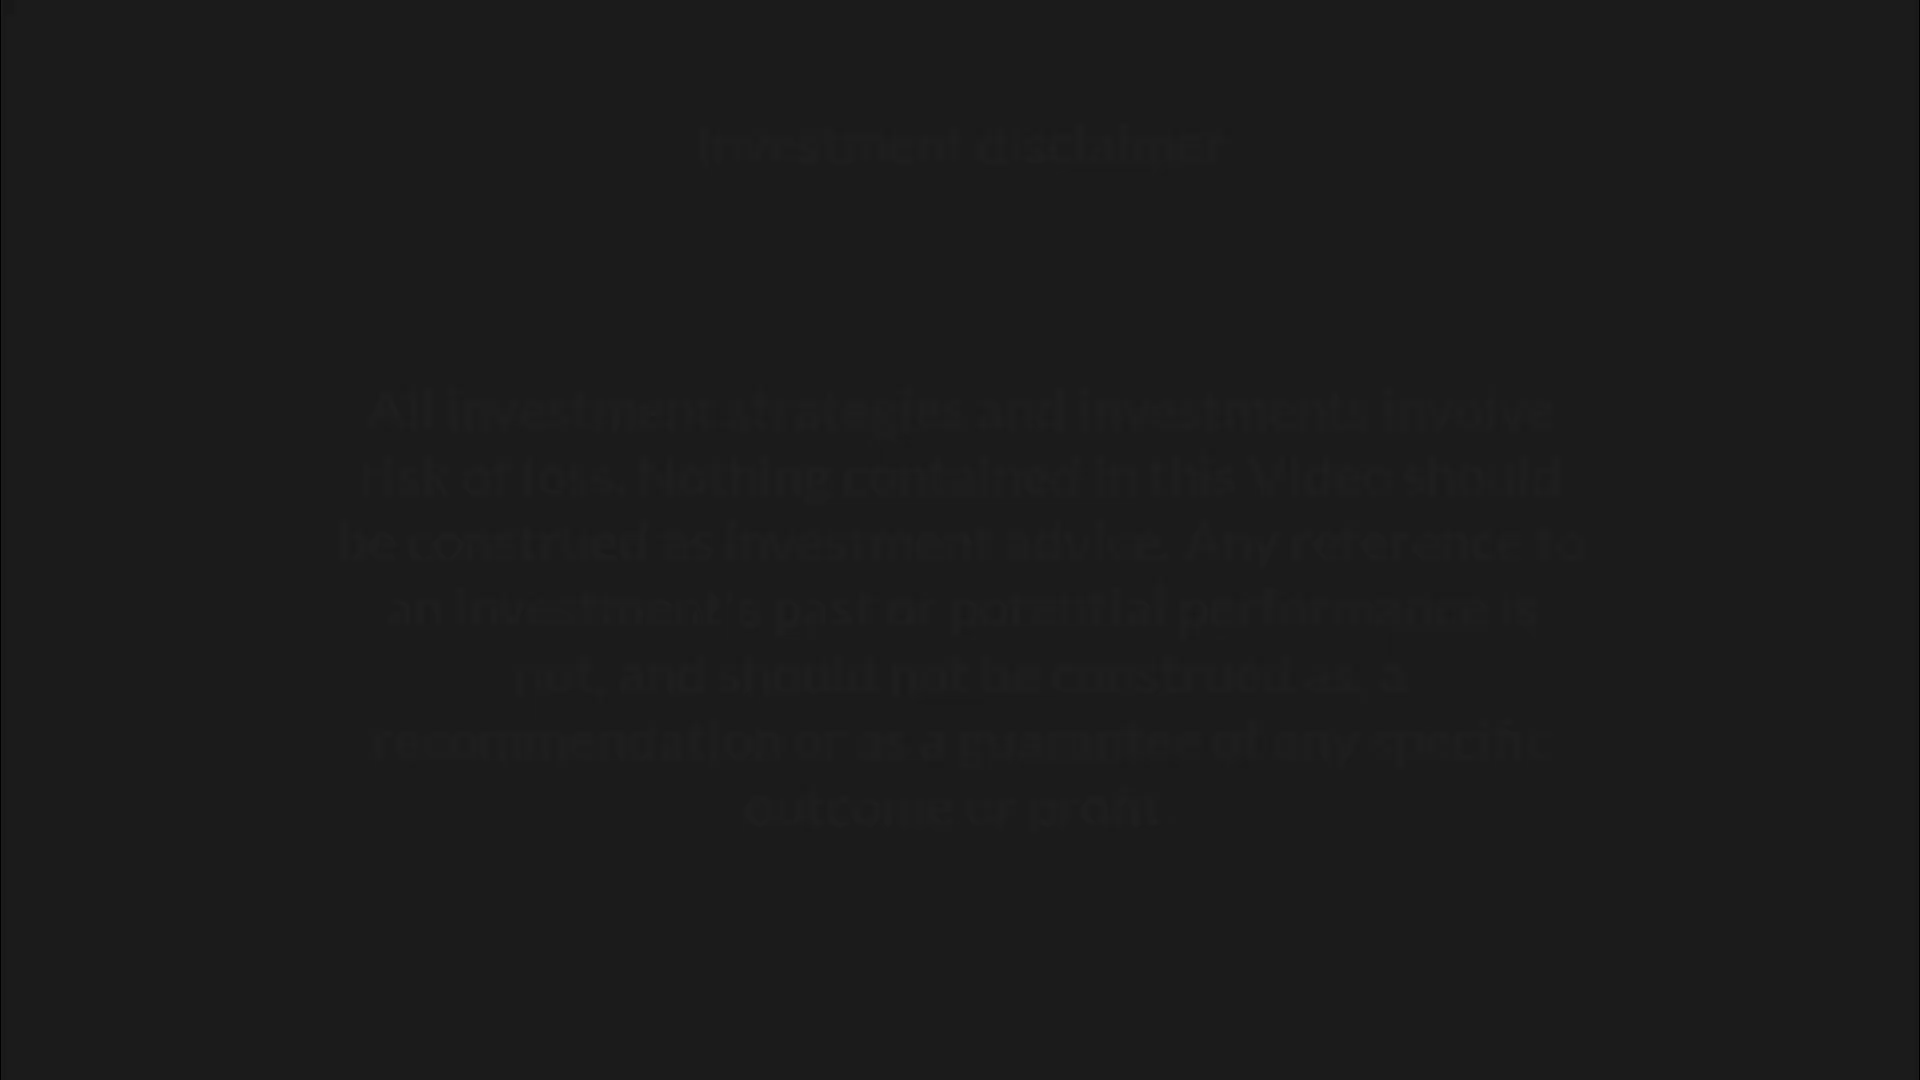 Investment disclaimer
All investment strategies and investments involve
risk of loss. Nothing contained in this Video should
be construed as investment advice. Any reference to
an investment's past or potential performance is
not, and should not be construed as, a
recommendation or as a guarantee of any specific
outcome or profit